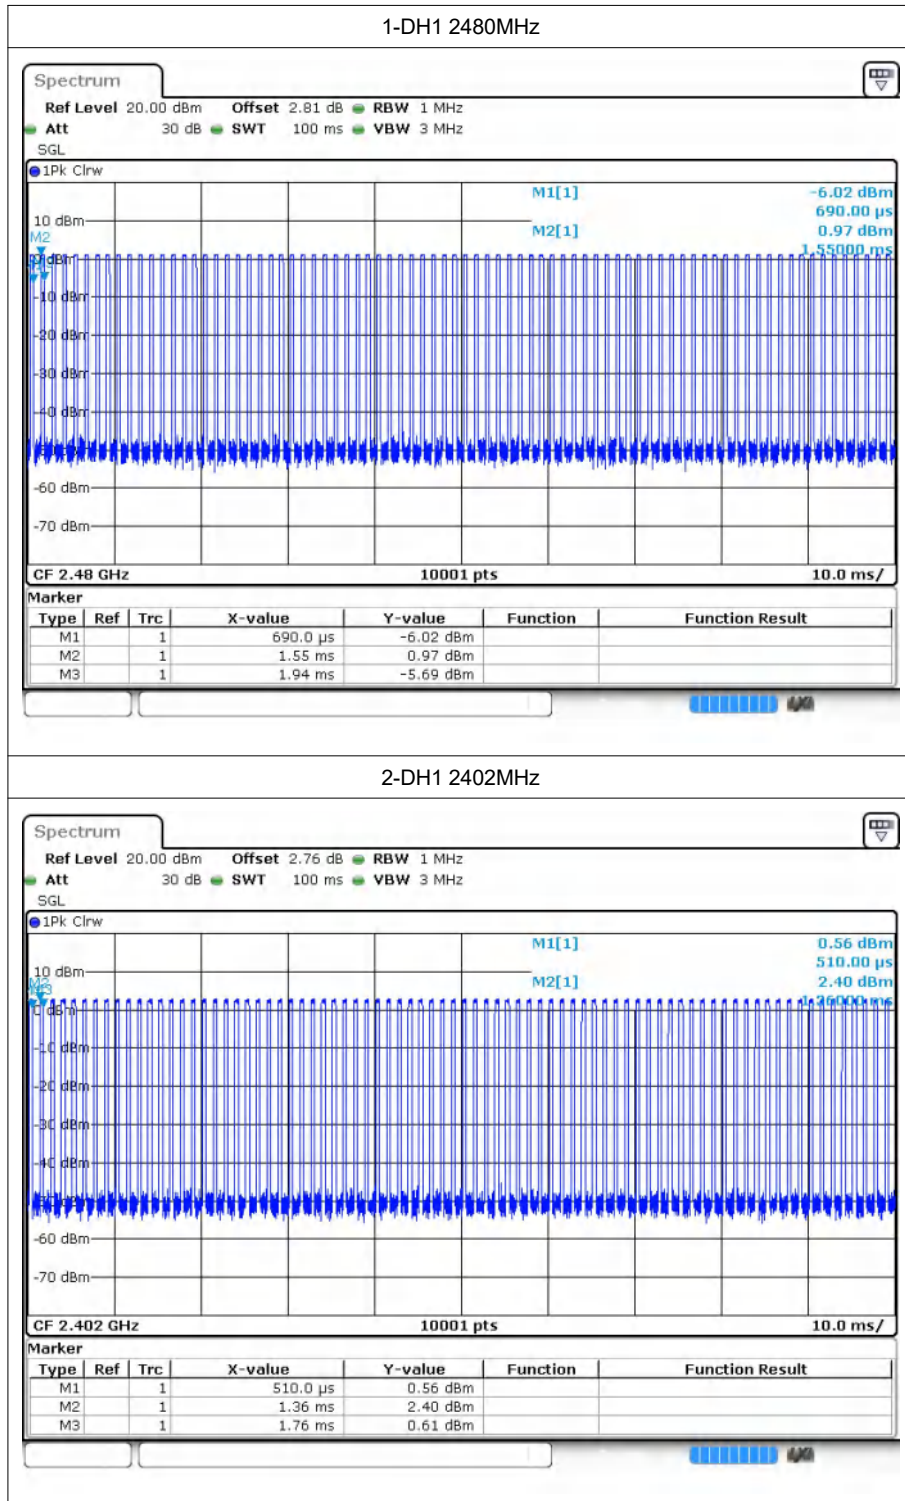 1-DH1 2480MHz
Spectrum
Ref Level 20.00 dBm Offset 2.81 dB RBW 1 MHz
Att 30 dB SWT 100 ms VBW 3 MHz
SGL
1Pk Clrw
M1[1] -6.02 dBm
690.00 µs
10 dBm
M2[1] 0.97 dBm
M2
1.55000 ms
0 dBm
-10 dBm
-20 dBm
-30 dBm
-40 dBm
-60 dBm
-70 dBm
CF 2.48 GHz 10001 pts 10.0 ms/
Marker
Type Ref Trc X-value Y-value Function Function Result
M1 1 690.0 µs -6.02 dBm
M2 1 1.55 ms 0.97 dBm
M3 1 1.94 ms -5.69 dBm
2-DH1 2402MHz
Spectrum
Ref Level 20.00 dBm Offset 2.76 dB RBW 1 MHz
Att 30 dB SWT 100 ms VBW 3 MHz
SGL
1Pk Clrw
M1[1] 0.56 dBm
510.00 µs
10 dBm
M2[1] 2.40 dBm
1.36000 ms
0 dBm
-10 dBm
-20 dBm
-30 dBm
-40 dBm
-60 dBm
-70 dBm
CF 2.402 GHz 10001 pts 10.0 ms/
Marker
Type Ref Trc X-value Y-value Function Function Result
M1 1 510.0 µs 0.56 dBm
M2 1 1.36 ms 2.40 dBm
M3 1 1.76 ms 0.61 dBm